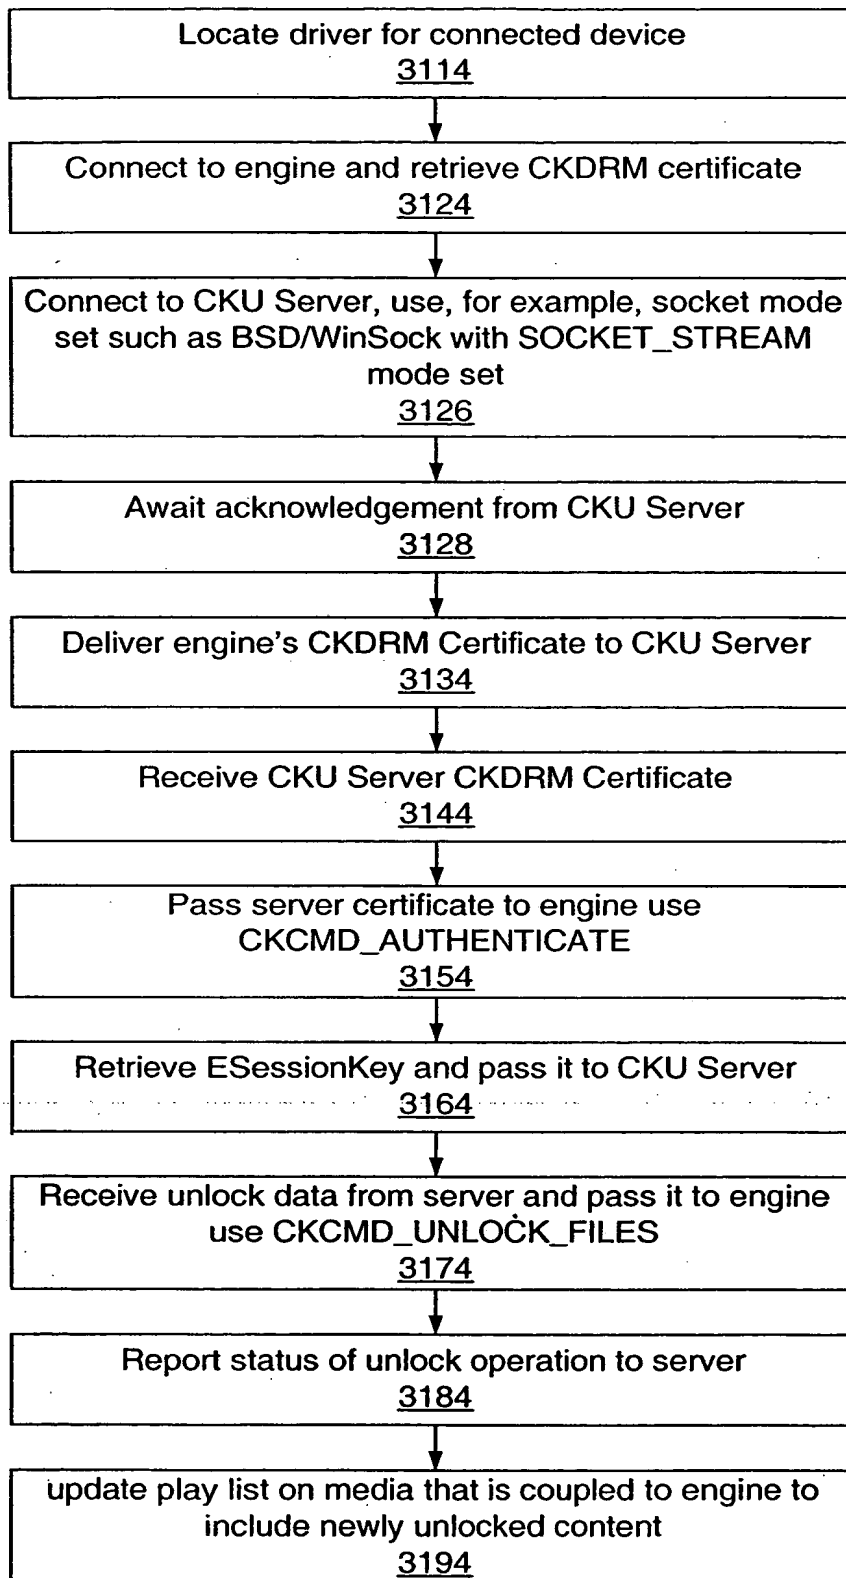 Locate driver for connected device
3114
Connect to engine and retrieve CKDRM certificate
3124
Connect to CKU Server, use, for example, socket mode
set such as BSD/WinSock with SOCKET_STREAM
mode set
3126
Await acknowledgement from CKU Server
3128
Deliver engine's CKDRM Certificate to CKU Server
3134
Receive CKU Server CKDRM Certificate
3144
Pass server certificate to engine use
CKCMD_AUTHENTICATE
3154
Retrieve ESessionKey and pass it to CKU Server
3164
Receive unlock data from server and pass it to engine
use CKCMD_UNLOCK_FILES
3174
Report status of unlock operation to server
3184
update play list on media that is coupled to engine to
include newly unlocked content
3194